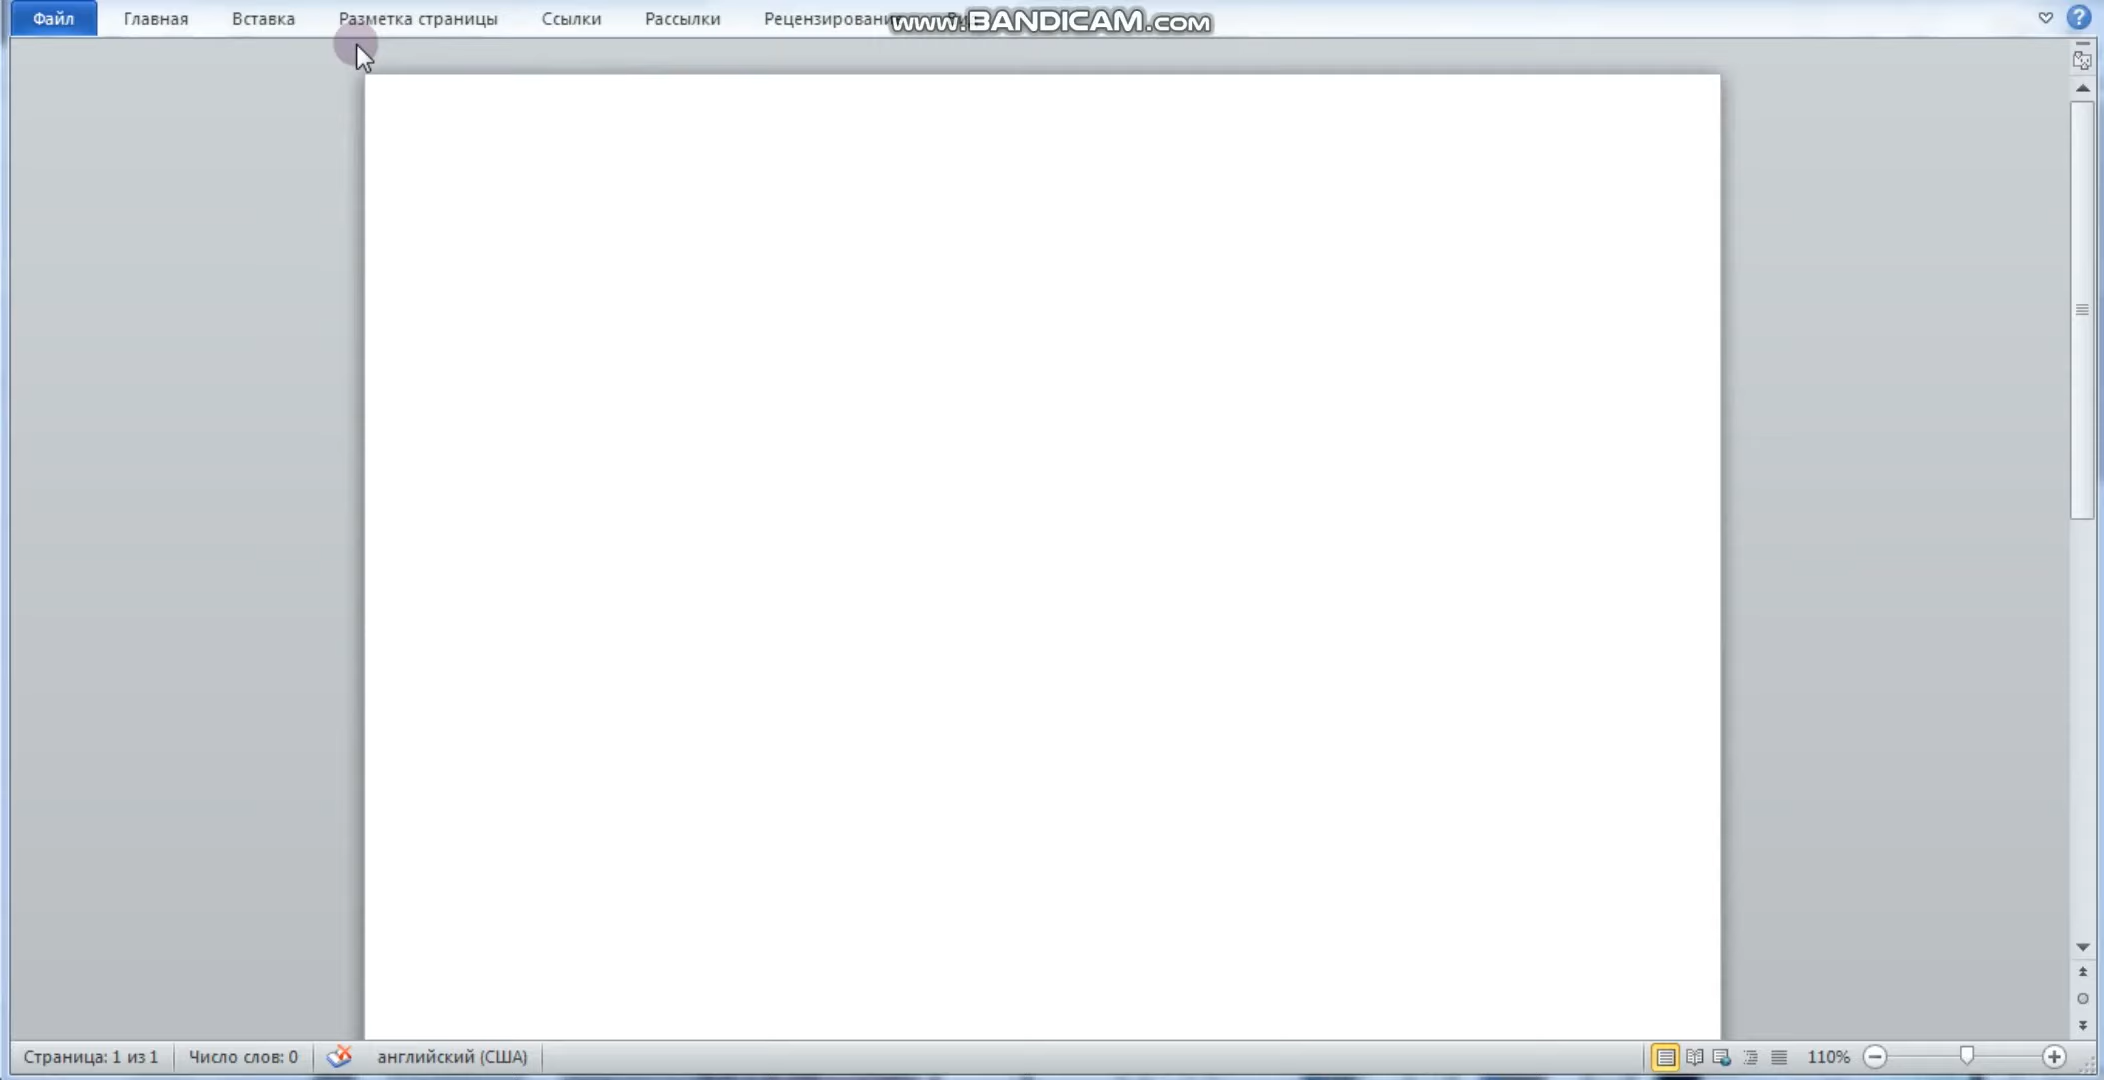 Файл Главная Вставка Разметка страницы Ссылки Рассылки Рецензирование www.BANDICAM.com
Страница: 1 из 1 Число слов: 0 английский (США) 110%